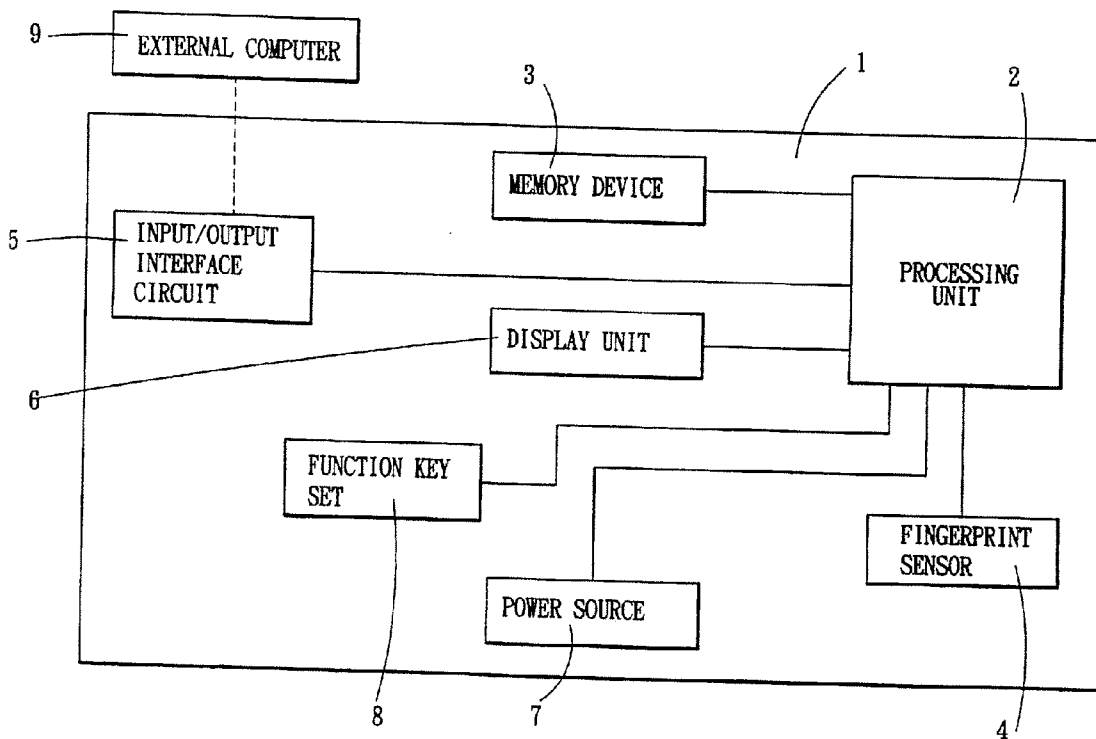 9
EXTERNAL COMPUTER
3
1
2
MEMORY DEVICE
5
INPUT/OUTPUT
INTERFACE
CIRCUIT
PROCESSING
UNIT
DISPLAY UNIT
6
FUNCTION KEY
SET
FINGERPRINT
SENSOR
POWER SOURCE
8
7
4